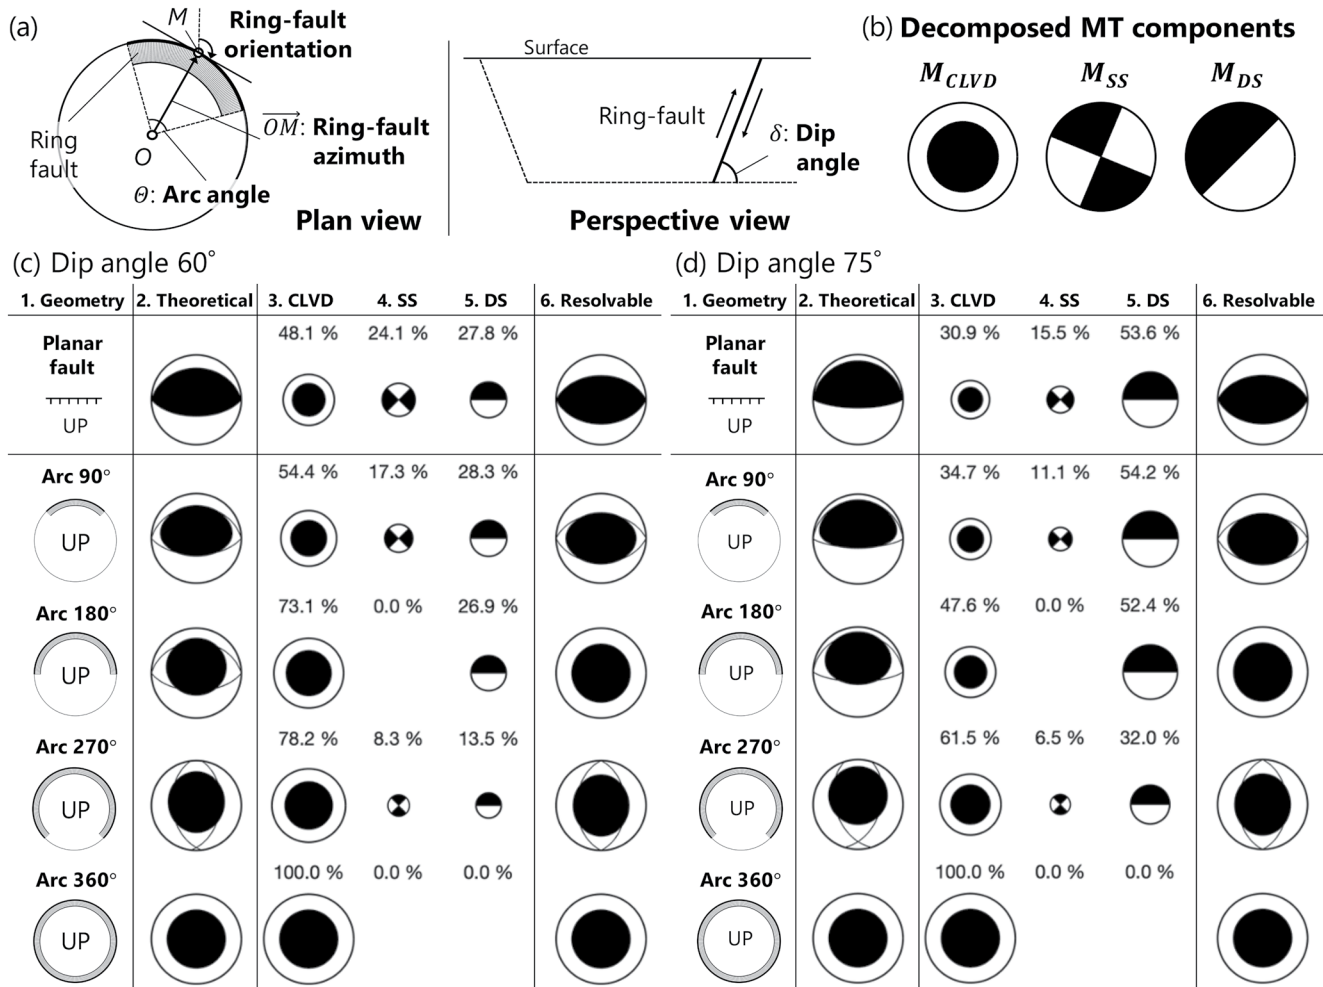 (a)
M
Ring-fault
orientation
Ring
fault
O
OM: Ring-fault
azimuth
Θ: Arc angle
Plan view
Surface
Ring-fault
δ: Dip
angle
Perspective view
(b) Decomposed MT components
M_CLVD M_SS M_DS
(c) Dip angle 60°
1. Geometry 2. Theoretical 3. CLVD 4. SS 5. DS 6. Resolvable
48.1 % 24.1 % 27.8 %
Planar
fault
UP
54.4 % 17.3 % 28.3 %
Arc 90°
UP
73.1 % 0.0 % 26.9 %
Arc 180°
UP
78.2 % 8.3 % 13.5 %
Arc 270°
UP
100.0 % 0.0 % 0.0 %
Arc 360°
UP
(d) Dip angle 75°
1. Geometry 2. Theoretical 3. CLVD 4. SS 5. DS 6. Resolvable
30.9 % 15.5 % 53.6 %
Planar
fault
UP
34.7 % 11.1 % 54.2 %
Arc 90°
UP
47.6 % 0.0 % 52.4 %
Arc 180°
UP
61.5 % 6.5 % 32.0 %
Arc 270°
UP
100.0 % 0.0 % 0.0 %
Arc 360°
UP